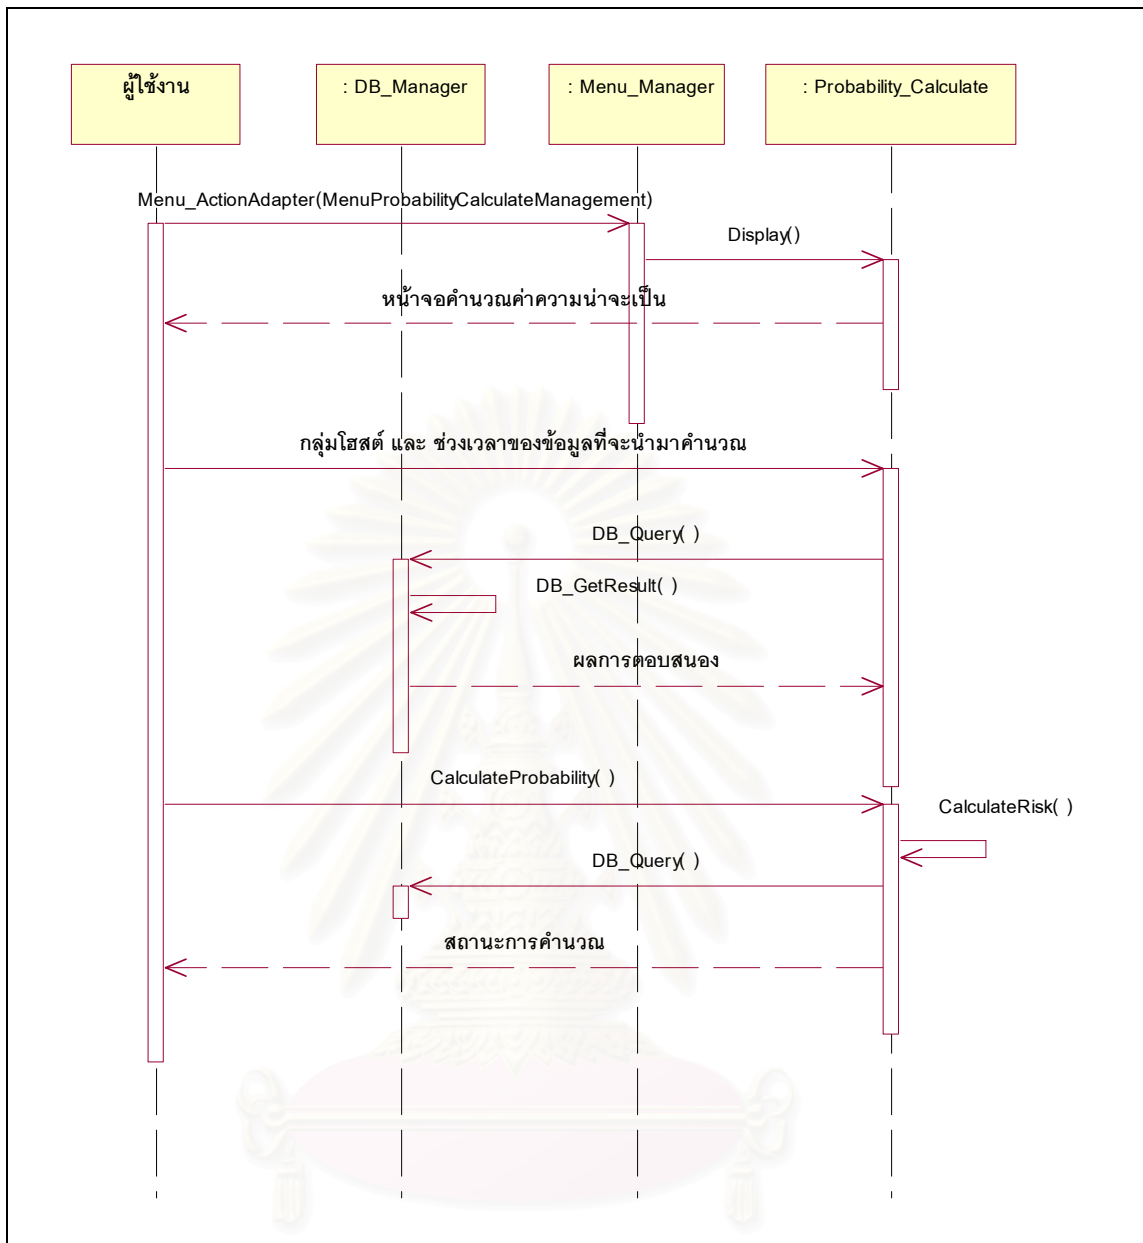 ผู้ใช้งาน
: DB_Manager
: Menu_Manager
: Probability_Calculate
Menu_ActionAdapter(MenuProbabilityCalculateManagement)
Display()
หน้าจอคำนวณค่าความน่าจะเป็น
กลุ่มโฮสต์ และ ช่วงเวลาของข้อมูลที่จะนำมาคำนวณ
DB_Query( )
DB_GetResult( )
ผลการตอบสนอง
CalculateProbability( )
CalculateRisk( )
DB_Query( )
สถานะการคำนวณ